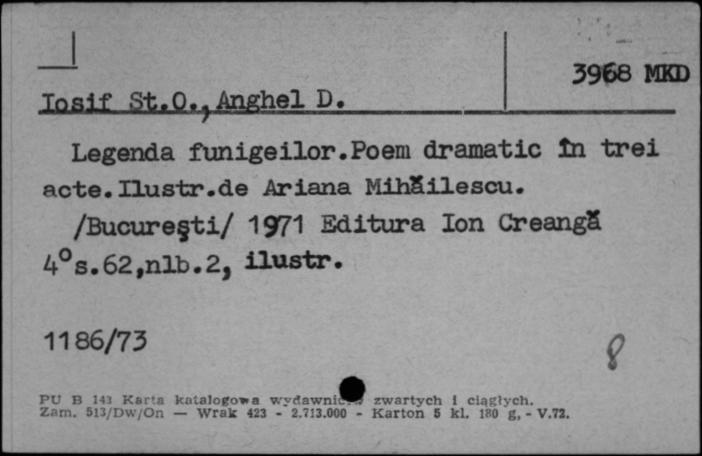 3968 MKD
Iosif St.O., Anghel D.
Legenda funigeilor.Poem dramatic în trei
acte.Ilustr.de Ariana Mihăilescu.
/Bucureşti/ 1971 Editura Ion Creangă
4°s.62,nlb.2, ilustr.
1186/73
8
PU B 143 Karta katalogowa wydawnictw zwartych i ciągłych.
Zam. 513/Dw/On — Wrak 423 - 2.713.000 - Karton 5 kl. 180 g, - V.72.